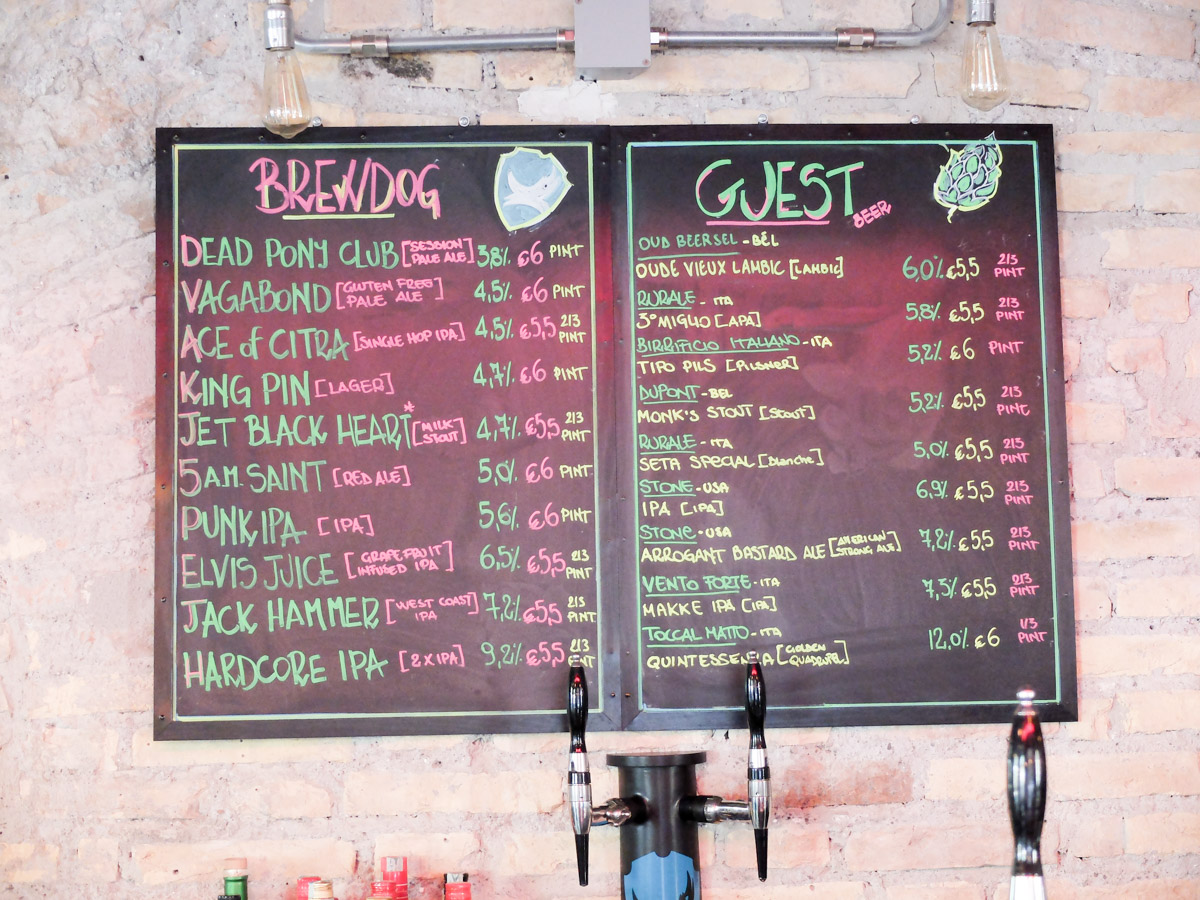 BREWDOG
DEAD PONY CLUB [SESSION PALE ALE] 3,8% €6 PINT
VAGABOND [GLUTEN FREE PALE ALE] 4,5% €6 PINT
ACE of CITRA [SINGLE HOP IPA] 4,5% €5,5 2/3 PINT
KING PIN [LAGER] 4,7% €6 PINT
JET BLACK HEART* [MILK STOUT] 4,7% €5,5 2/3 PINT
5 A.M. SAINT [RED ALE] 5,0% €6 PINT
PUNK IPA [IPA] 5,6% €6 PINT
ELVIS JUICE [GRAPEFRUIT INFUSED IPA] 6,5% €5,5 2/3 PINT
JACK HAMMER [WEST COAST IPA] 7,2% €5,5 2/3 PINT
HARDCORE IPA [2XIPA] 9,2% €5,5 2/3
GUEST BEER
OUD BEERSEL - BEL
OUDE VIEUX LAMBIC [LAMBIC] 6,0% €5,5 2/3 PINT
RURALE - ITA
3°MIGLIO [APA] 5,8% €5,5 2/3 PINT
BIRRIFICIO ITALIANO - ITA
TIPO PILS [PILSNER] 5,2% €6 PINT
DUPONT - BEL
MONK'S STOUT [STOUT] 5,2% €5,5 2/3 PINT
RURALE - ITA
SETA SPECIAL [Blanche] 5,0% €5,5 2/3 PINT
STONE - USA
IPA [IPA] 6,9% €5,5 2/3 PINT
STONE - USA
ARROGANT BASTARD ALE [AMERICAN STRONG ALE] 7,2% €5,5 2/3 PINT
VENTO FORTE - ITA
MAKKE IPA [IPA] 7,5% €5,5 2/3 PINT
TOCCALMATTO - ITA
QUINTESSENZA [GOLDEN QUADRUPEL] 12,0% €6 1/3 PINT